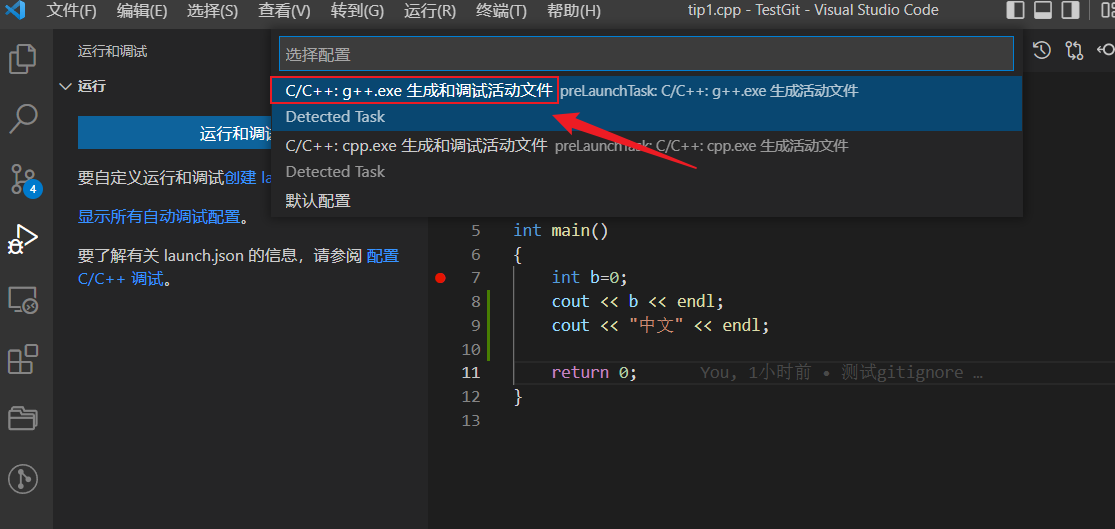 文件(F) 编辑(E) 选择(S) 查看(V) 转到(G) 运行(R) 终端(T) 帮助(H) tip1.cpp - TestGit - Visual Studio Code
运行和调试
运行
运行和调
要自定义运行和调试创建
显示所有自动调试配置。
要了解有关 launch.json 的信息，请参阅 配置
C/C++ 调试。
4
选择配置
C/C++: g++.exe 生成和调试活动文件 preLaunchTask: C/C++: g++.exe 生成活动文件
Detected Task
C/C++: cpp.exe 生成和调试活动文件 preLaunchTask: C/C++: cpp.exe 生成活动文件
Detected Task
默认配置
5 int main()
6 {
7 int b=0;
8 cout << b << endl;
9 cout << "中文" << endl;
10
11 return 0; You, 1小时前 • 测试gitignore …
12 }
13